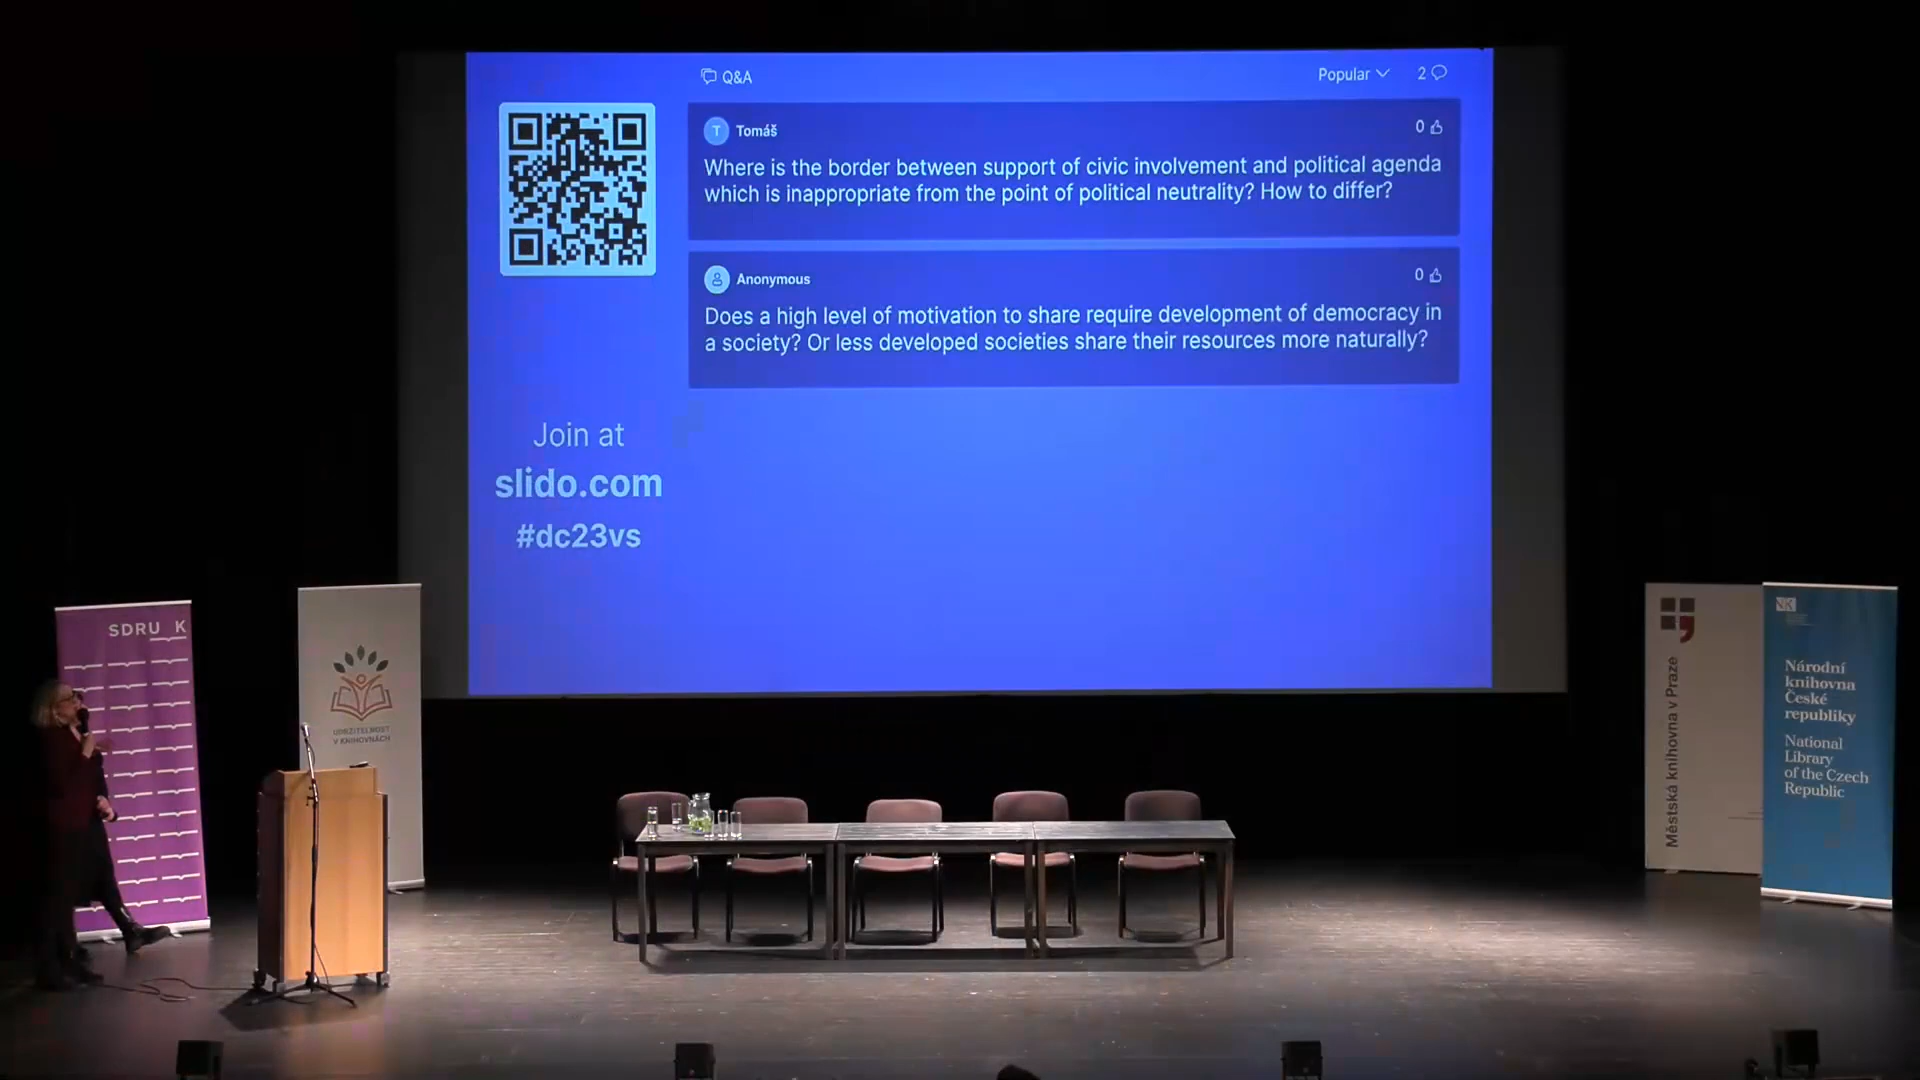 Q&A
Popular
2
T
Tomáš
0
Where is the border between support of civic involvement and political agenda
which is inappropriate from the point of political neutrality? How to differ?
Anonymous
0
Does a high level of motivation to share require development of democracy in
a society? Or less developed societies share their resources more naturally?
Join at
slido.com
#dc23vs
SDRU_K
UDRŽITELNOST
V KNIHOVNÁCH
Městská knihovna v Praze
NK
Národní
knihovna
České
republiky
National
Library
of the Czech
Republic